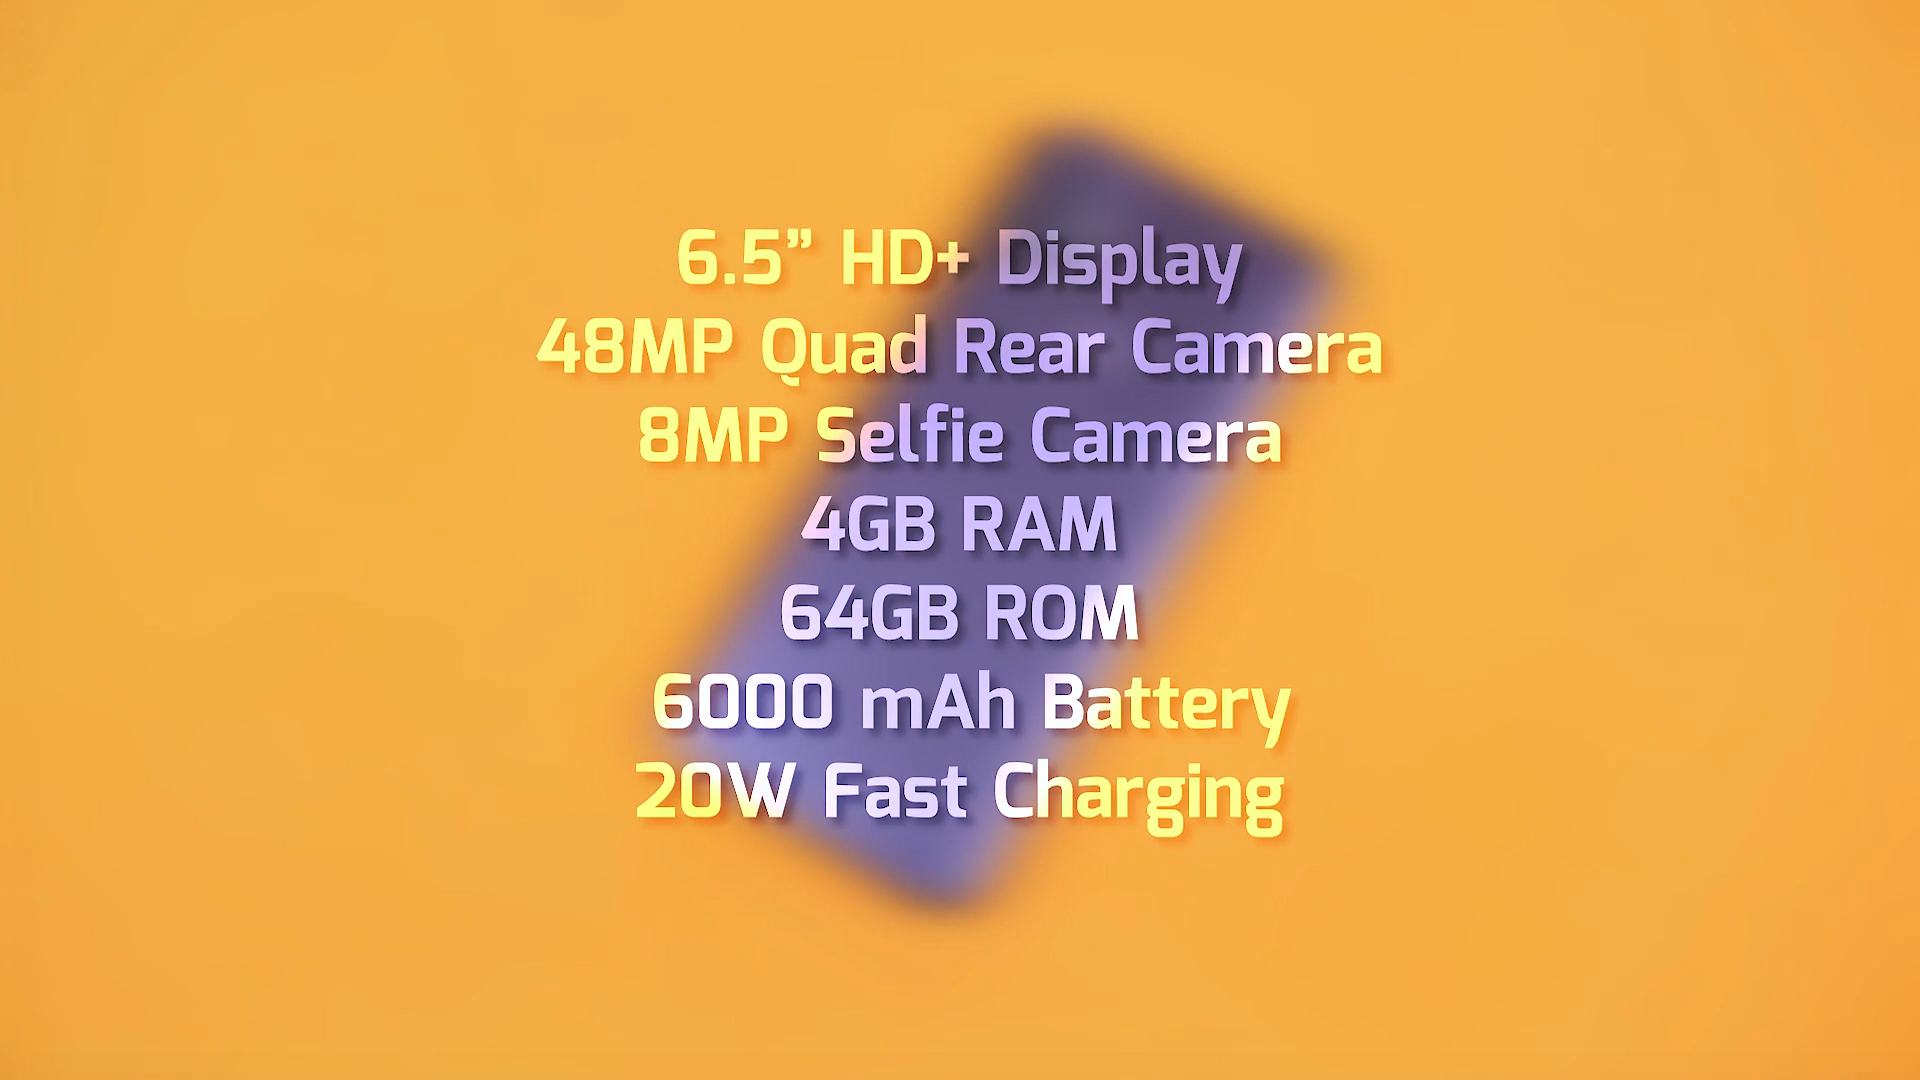 6.5” HD+ Display
48MP Quad Rear Camera
8MP Selfie Camera
4GB RAM
64GB ROM
6000 mAh Battery
20W Fast Charging